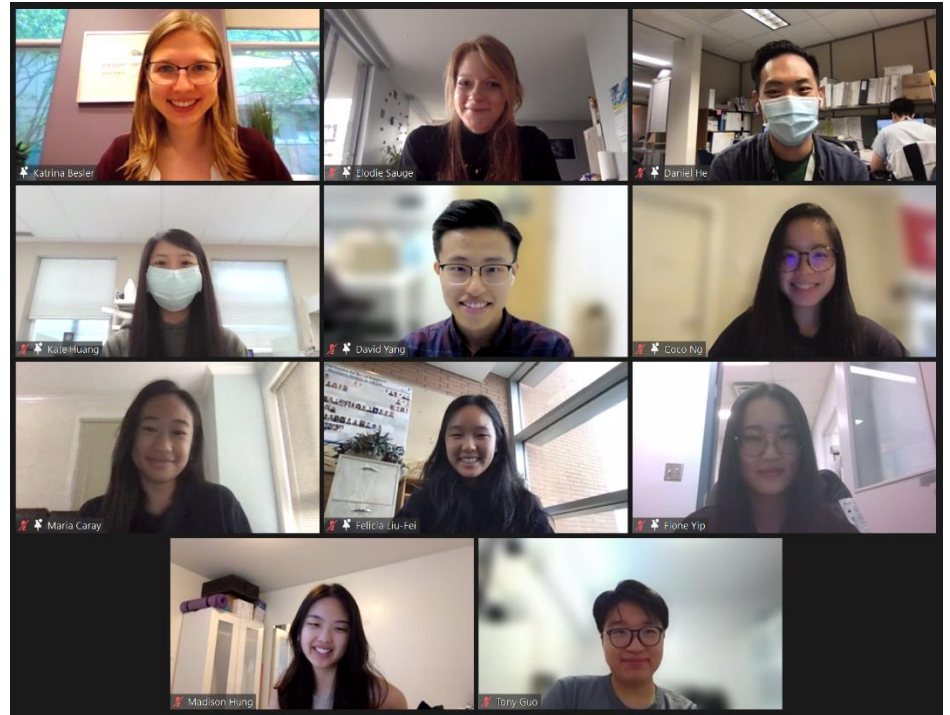 Katrina Besler
Elodie Sauge
Daniel He
Kate Huang
David Yang
Coco Ng
Maria Caray
Felicia Liu-Fei
Fione Yip
Madison Hung
Tony Guo